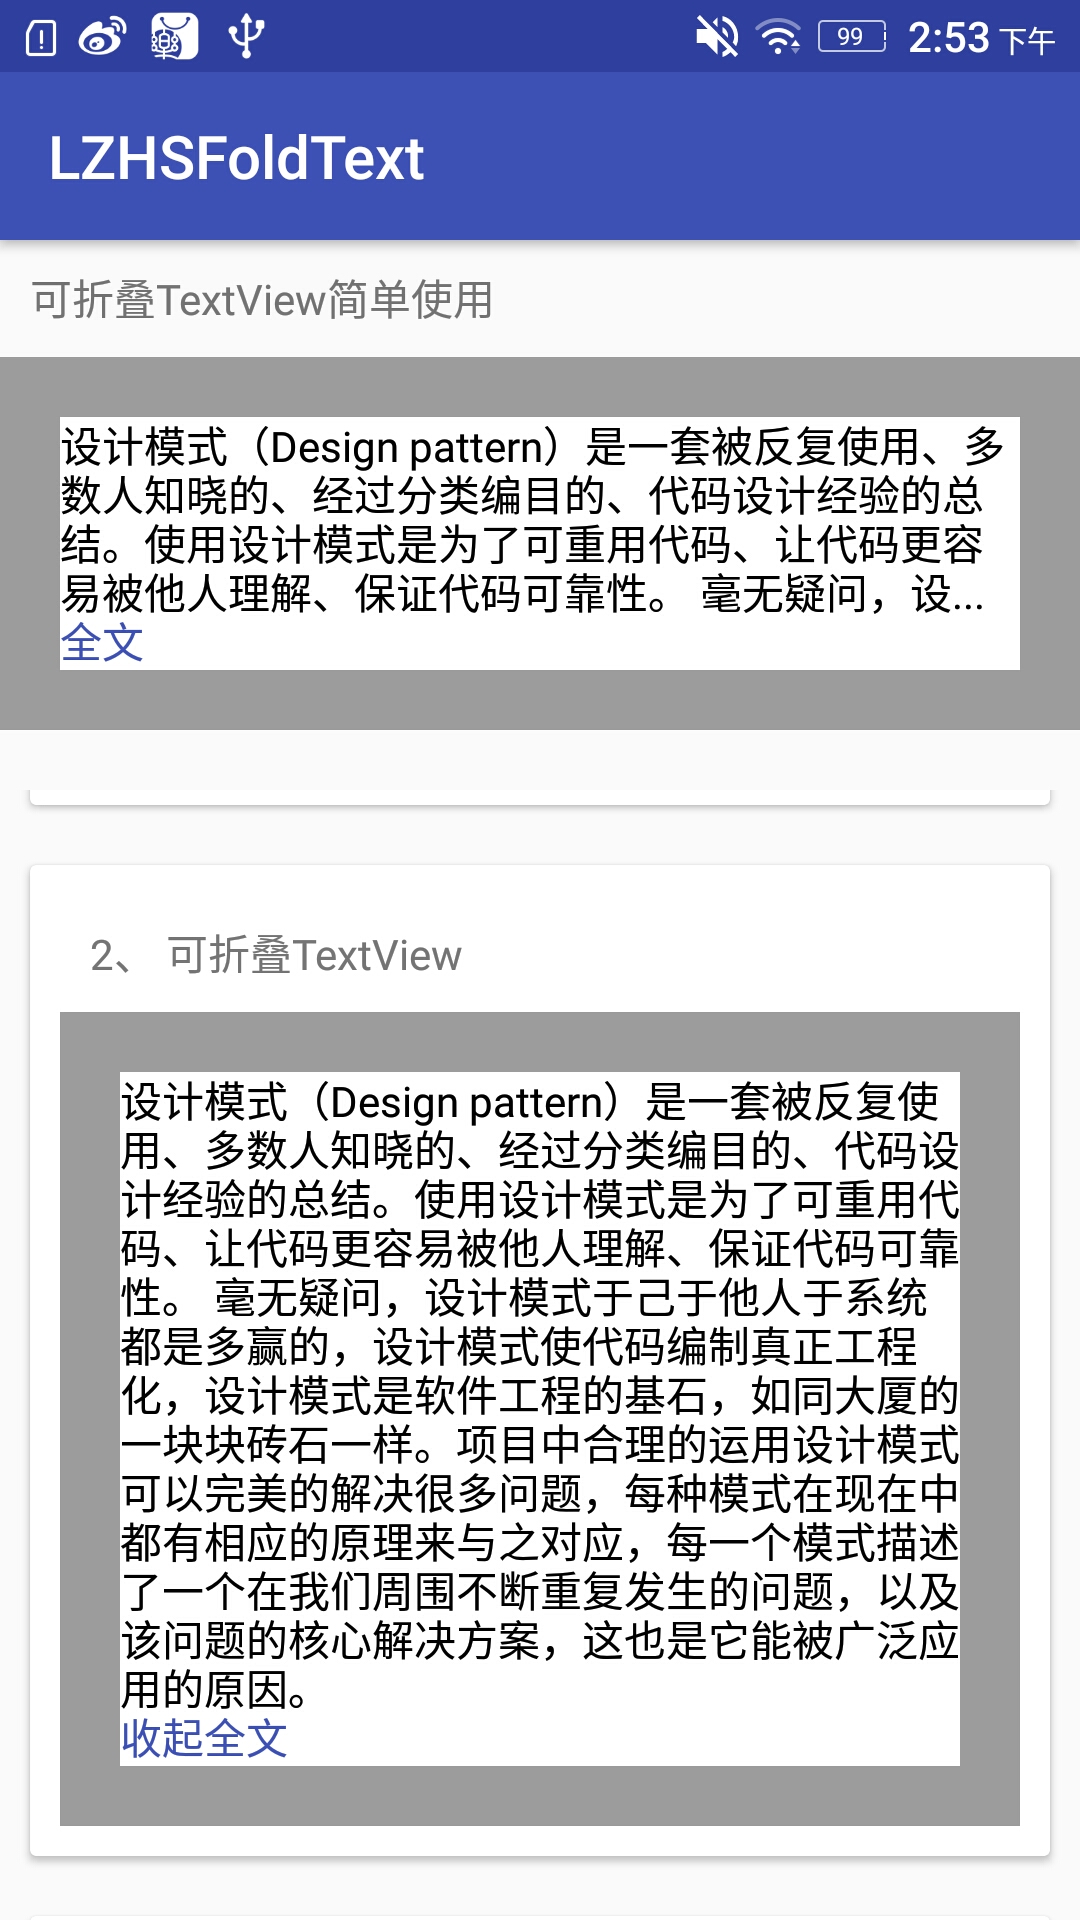 99 2:53 下午
LZHSFoldText
可折叠TextView简单使用
设计模式（Design pattern）是一套被反复使用、多
数人知晓的、经过分类编目的、代码设计经验的总
结。使用设计模式是为了可重用代码、让代码更容
易被他人理解、保证代码可靠性。 毫无疑问，设...
全文
2、 可折叠TextView
设计模式（Design pattern）是一套被反复使
用、多数人知晓的、经过分类编目的、代码设
计经验的总结。使用设计模式是为了可重用代
码、让代码更容易被他人理解、保证代码可靠
性。 毫无疑问，设计模式于己于他人于系统
都是多赢的，设计模式使代码编制真正工程
化，设计模式是软件工程的基石，如同大厦的
一块块砖石一样。项目中合理的运用设计模式
可以完美的解决很多问题，每种模式在现在中
都有相应的原理来与之对应，每一个模式描述
了一个在我们周围不断重复发生的问题，以及
该问题的核心解决方案，这也是它能被广泛应
用的原因。
收起全文